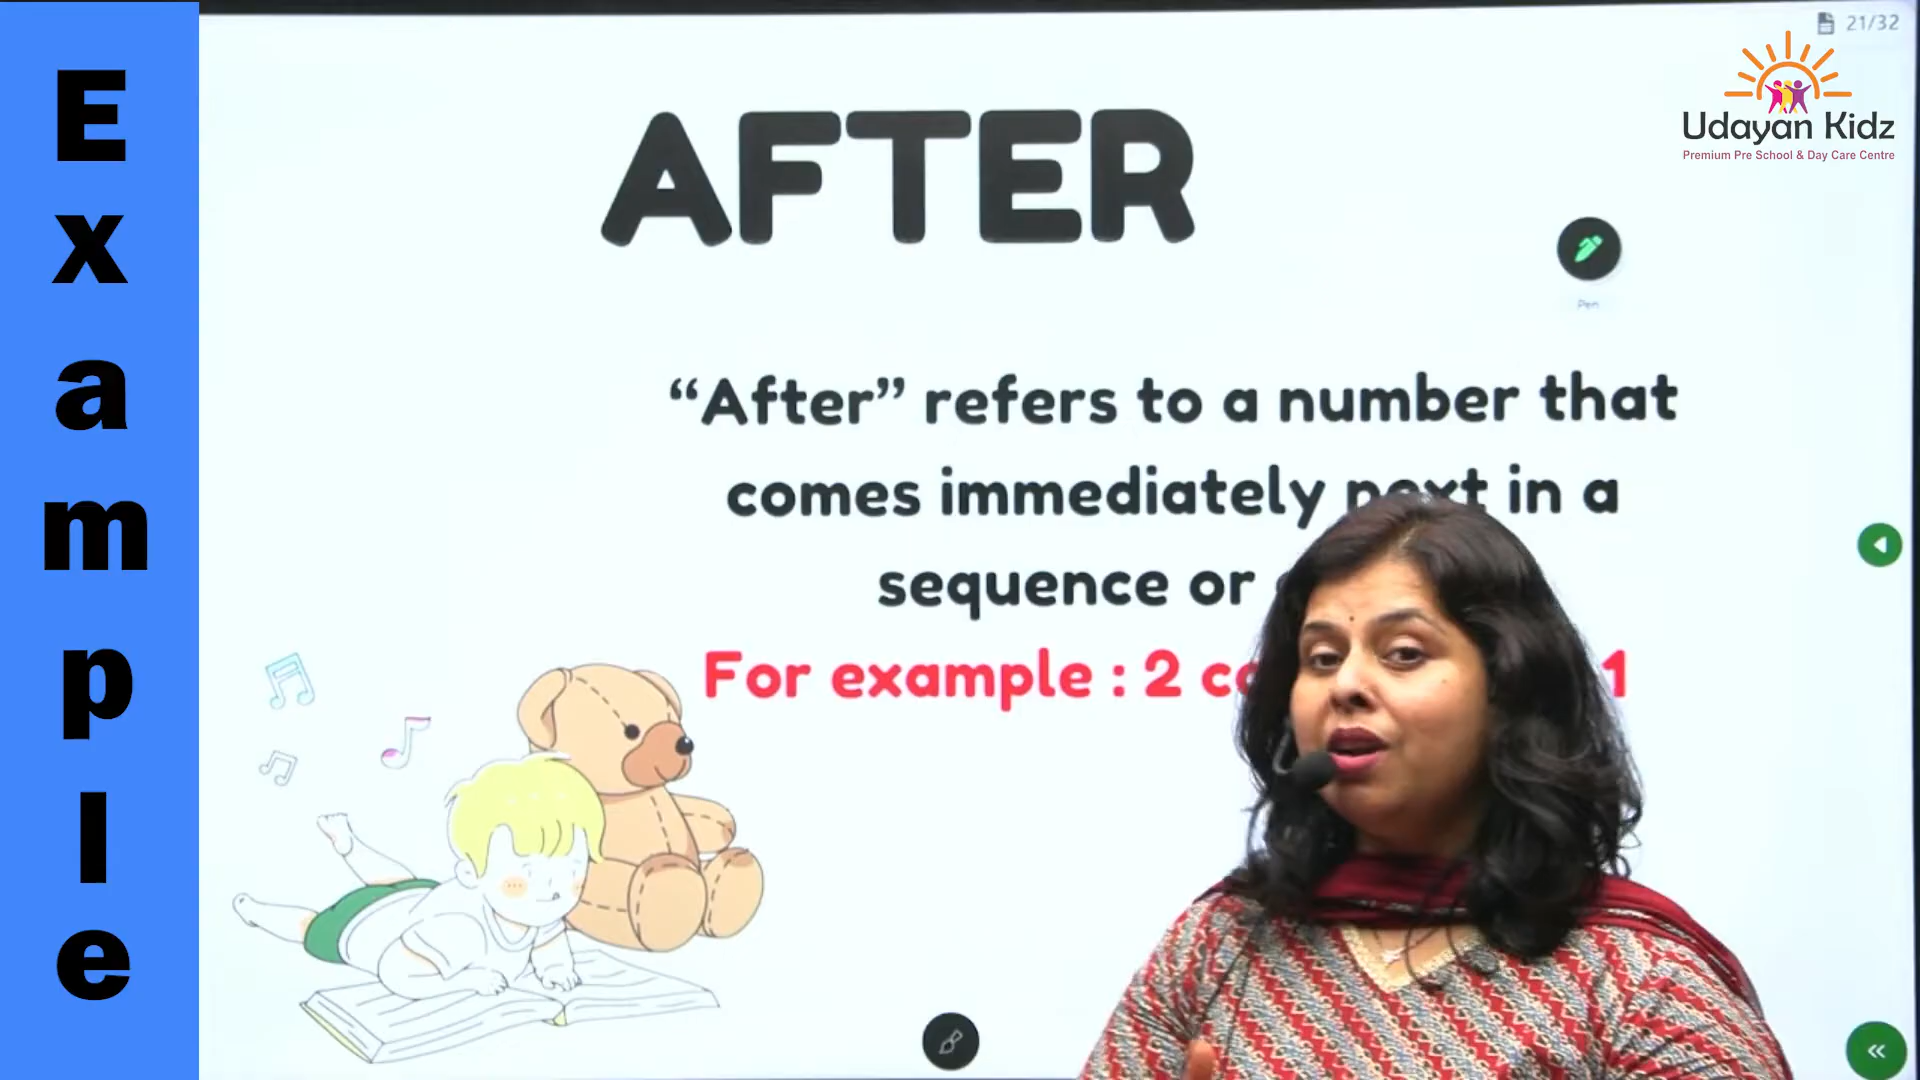 Example
21/32
Udayan Kidz
Premium Pre School & Day Care Centre
AFTER
Pen
“After” refers to a number that
comes immediately next in a
sequence or
For example : 2 1